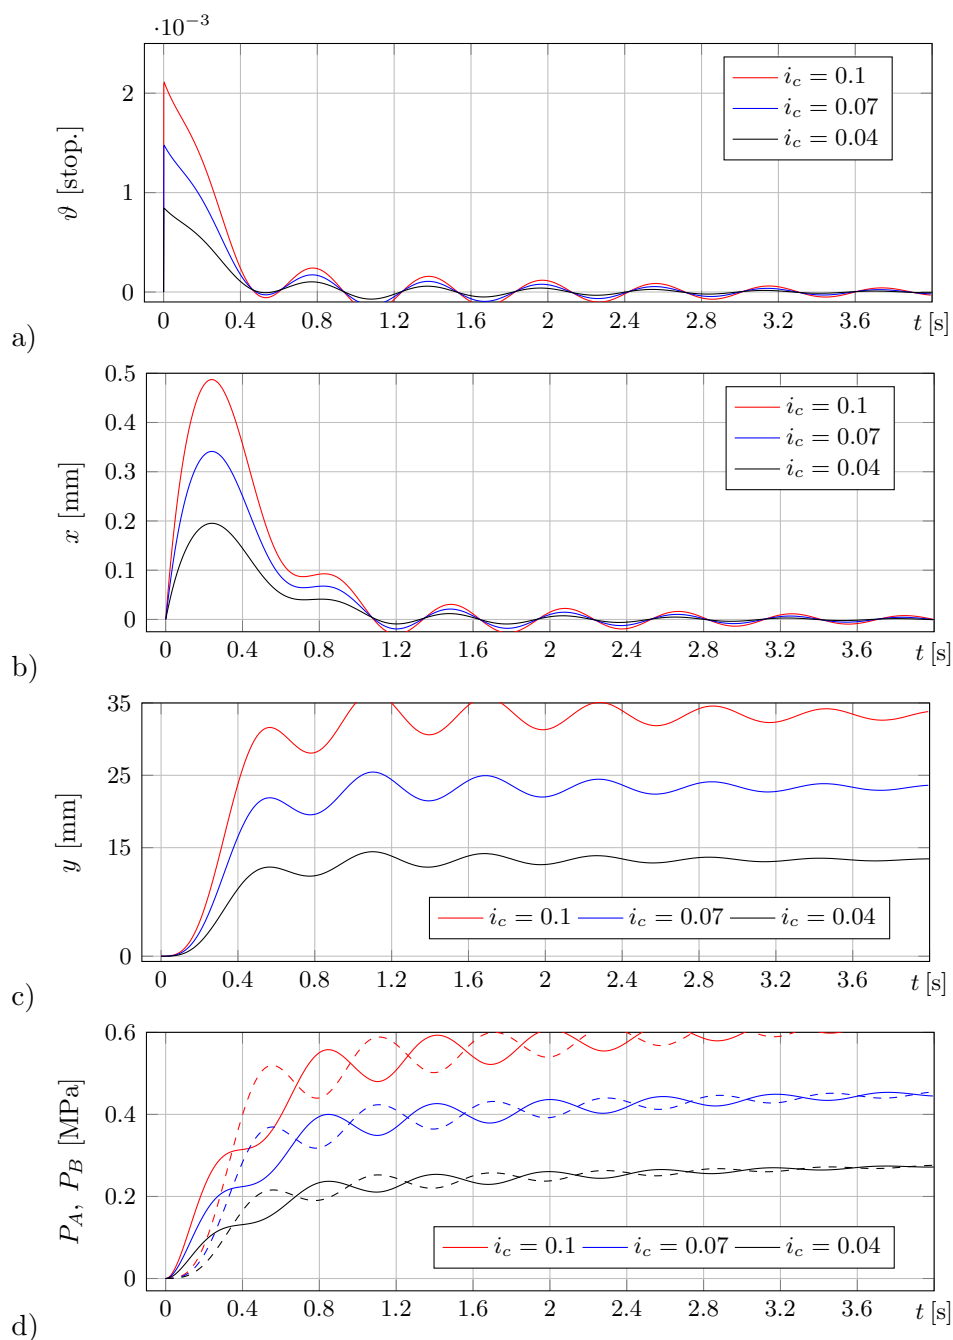 ·10−3
ϑ [stop.]
2
1
0
i_c = 0.1
i_c = 0.07
i_c = 0.04
0 0.4 0.8 1.2 1.6 2 2.4 2.8 3.2 3.6 t [s]
a)
x [mm]
0.5
0.4
0.3
0.2
0.1
0
i_c = 0.1
i_c = 0.07
i_c = 0.04
0 0.4 0.8 1.2 1.6 2 2.4 2.8 3.2 3.6 t [s]
b)
y [mm]
35
25
15
0
i_c = 0.1 i_c = 0.07 i_c = 0.04
0 0.4 0.8 1.2 1.6 2 2.4 2.8 3.2 3.6 t [s]
c)
P_A, P_B [MPa]
0.6
0.4
0.2
0
i_c = 0.1 i_c = 0.07 i_c = 0.04
0 0.4 0.8 1.2 1.6 2 2.4 2.8 3.2 3.6 t [s]
d)